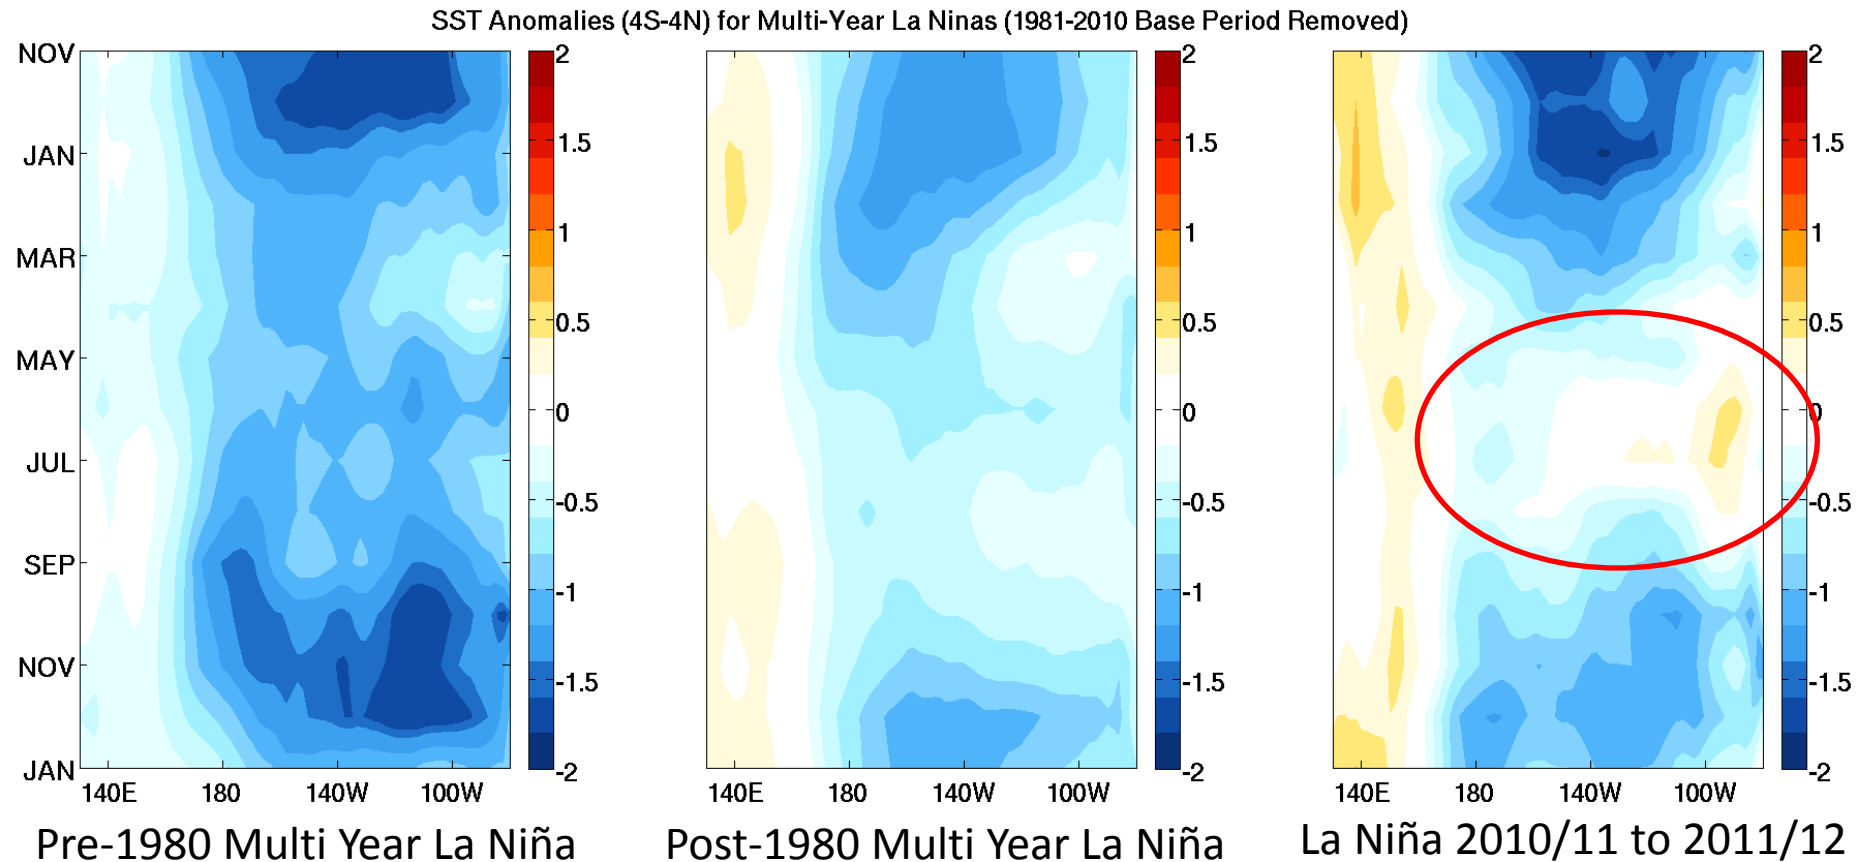 SST Anomalies (4S-4N) for Multi-Year La Ninas (1981-2010 Base Period Removed)
NOV
JAN
MAR
MAY
JUL
SEP
NOV
JAN
140E 180 140W 100W
2
1.5
1
0.5
0
-0.5
-1
-1.5
-2
140E 180 140W 100W
2
1.5
1
0.5
0
-0.5
-1
-1.5
-2
140E 180 140W 100W
2
1.5
1
0.5
0
-0.5
-1
-1.5
-2
Pre-1980 Multi Year La Niña
Post-1980 Multi Year La Niña
La Niña 2010/11 to 2011/12